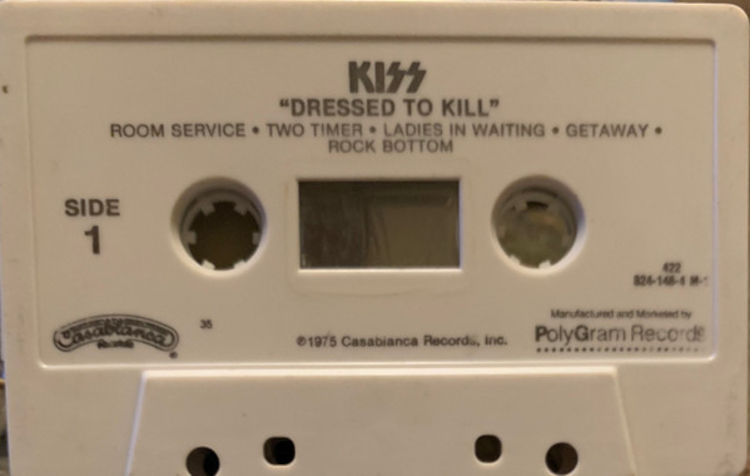 KISS
"DRESSED TO KILL"
ROOM SERVICE • TWO TIMER • LADIES IN WAITING • GETAWAY •
ROCK BOTTOM
SIDE
1
422
824-148-4 M-1
Casablanca
Records
®
35
©1975 Casablanca Records, Inc.
Manufactured and Marketed by
PolyGram Records